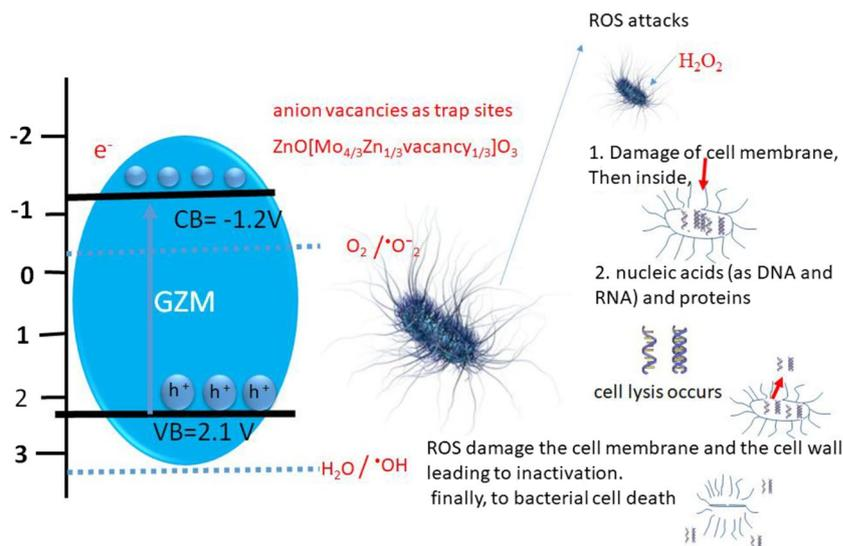 ROS attacks
H₂O₂
anion vacancies as trap sites
ZnO[Mo₄/₃Zn₁/₃vacancy₁/₃]O₃
-2
e⁻
-1
CB= -1.2V
O₂ /•O⁻₂
0
GZM
1
2
h⁺ h⁺ h⁺
VB=2.1 V
3
H₂O / •OH
1. Damage of cell membrane,
Then inside,
2. nucleic acids (as DNA and
RNA) and proteins
cell lysis occurs
ROS damage the cell membrane and the cell wall
leading to inactivation.
finally, to bacterial cell death